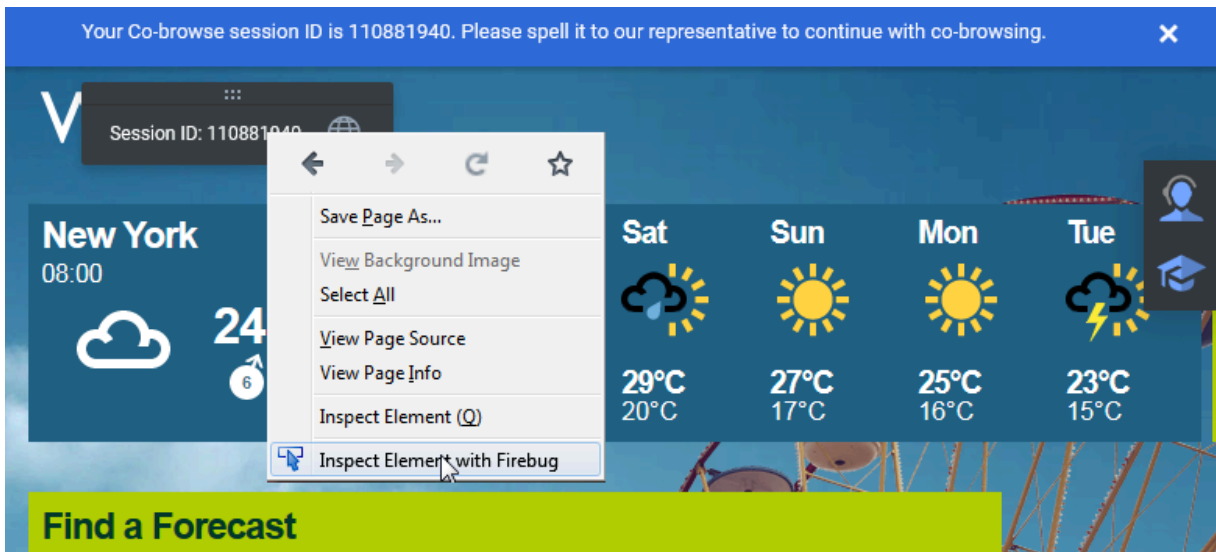 Your Co-browse session ID is 110881940. Please spell it to our representative to continue with co-browsing.
V
Session ID: 110881940
Save Page As...
View Background Image
Select All
View Page Source
View Page Info
Inspect Element (Q)
Inspect Element with Firebug
New York
08:00
24
6
Sat
29°C
20°C
Sun
27°C
17°C
Mon
25°C
16°C
Tue
23°C
15°C
Find a Forecast